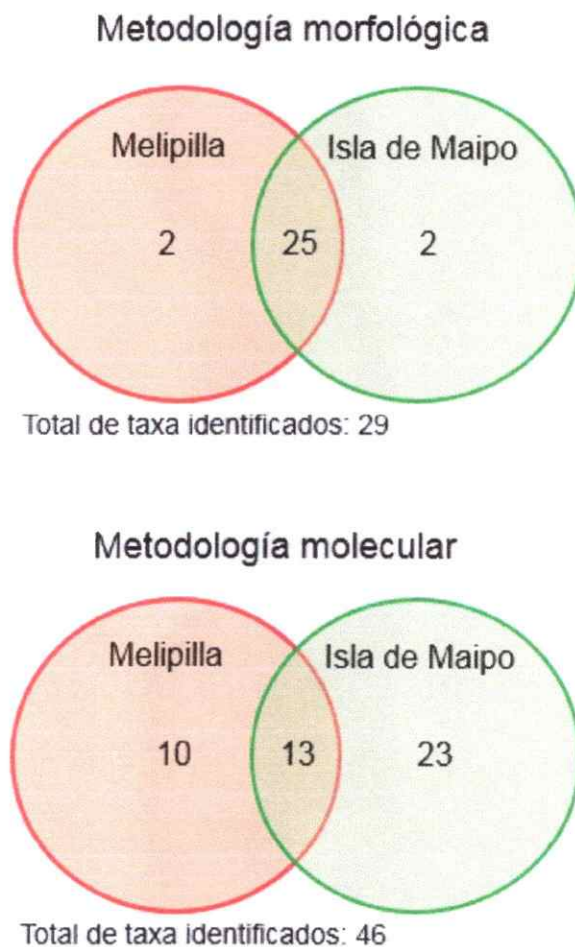 Metodología morfológica
Melipilla
Isla de Maipo
2
25
2
Total de taxa identificados: 29
Metodología molecular
Melipilla
Isla de Maipo
10
13
23
Total de taxa identificados: 46